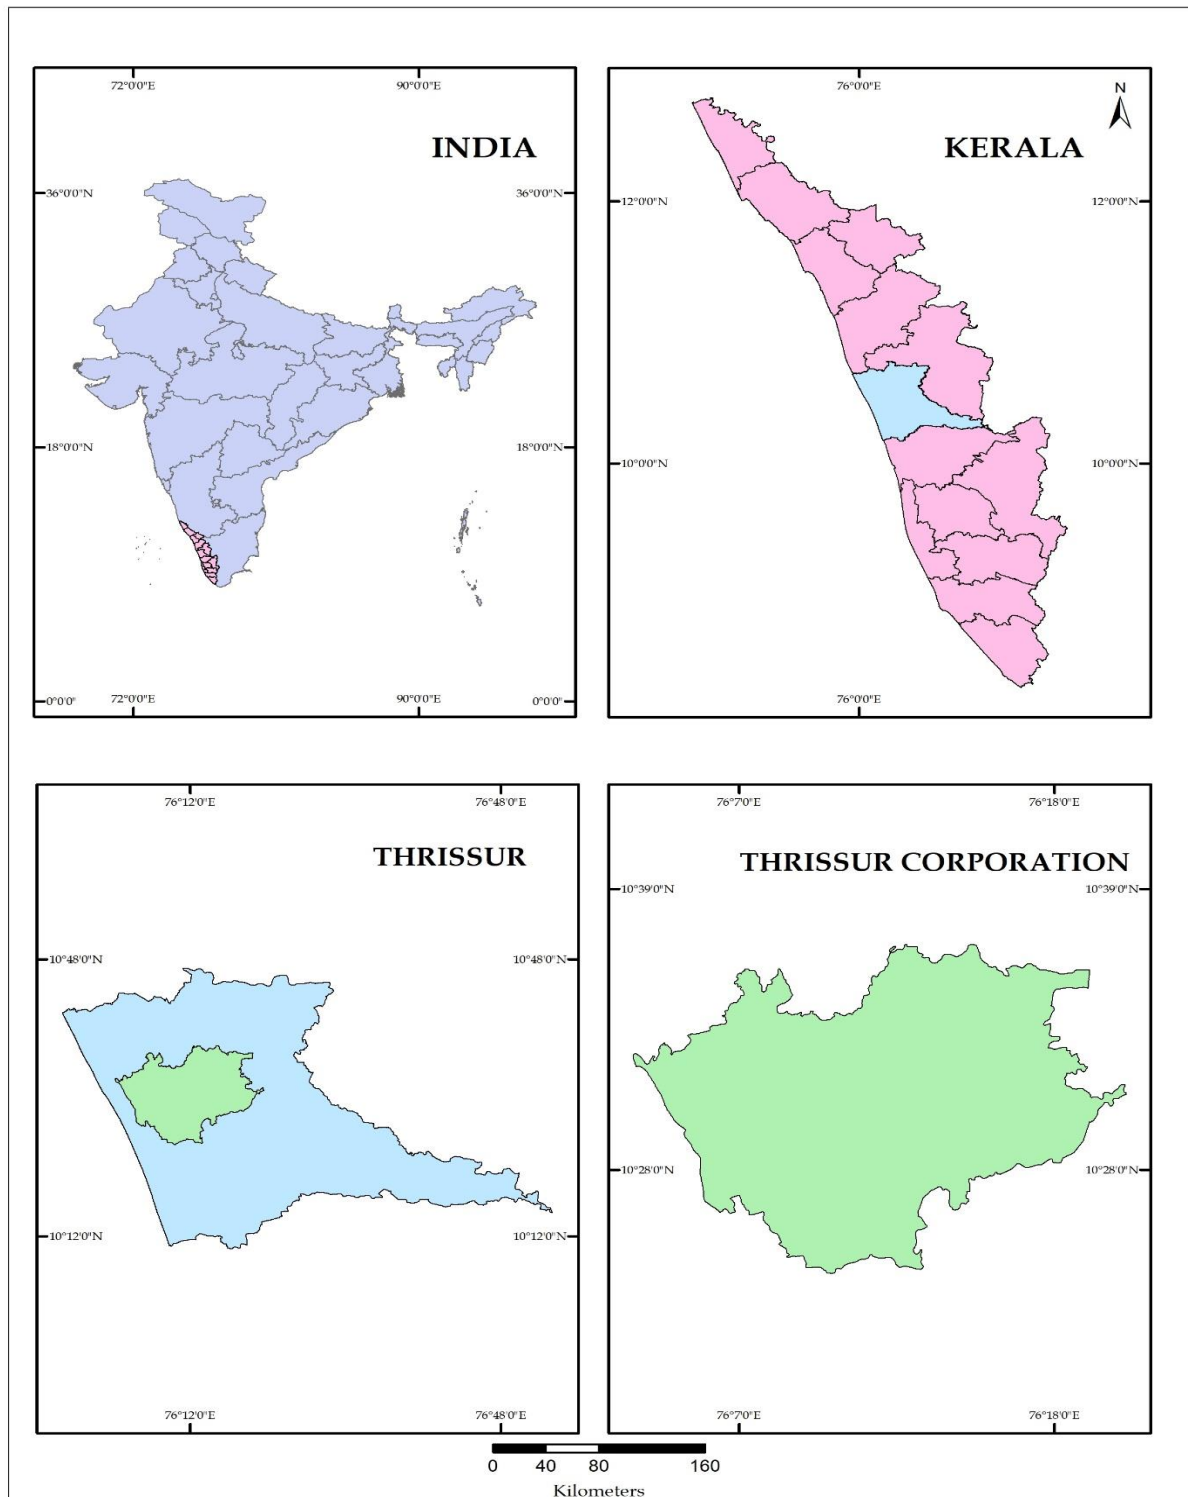 72°0'0"E 90°0'0"E
INDIA
36°0'0"N 36°0'0"N
18°0'0"N 18°0'0"N
0°0'0" 0°0'0"
72°0'0"E 90°0'0"E
76°0'0"E
N
KERALA
12°0'0"N 12°0'0"N
10°0'0"N 10°0'0"N
76°0'0"E
76°12'0"E 76°48'0"E
THRISSUR
10°48'0"N 10°48'0"N
10°12'0"N 10°12'0"N
76°12'0"E 76°48'0"E
76°7'0"E 76°18'0"E
THRISSUR CORPORATION
10°39'0"N 10°39'0"N
10°28'0"N 10°28'0"N
76°7'0"E 76°18'0"E
0 40 80 160
Kilometers